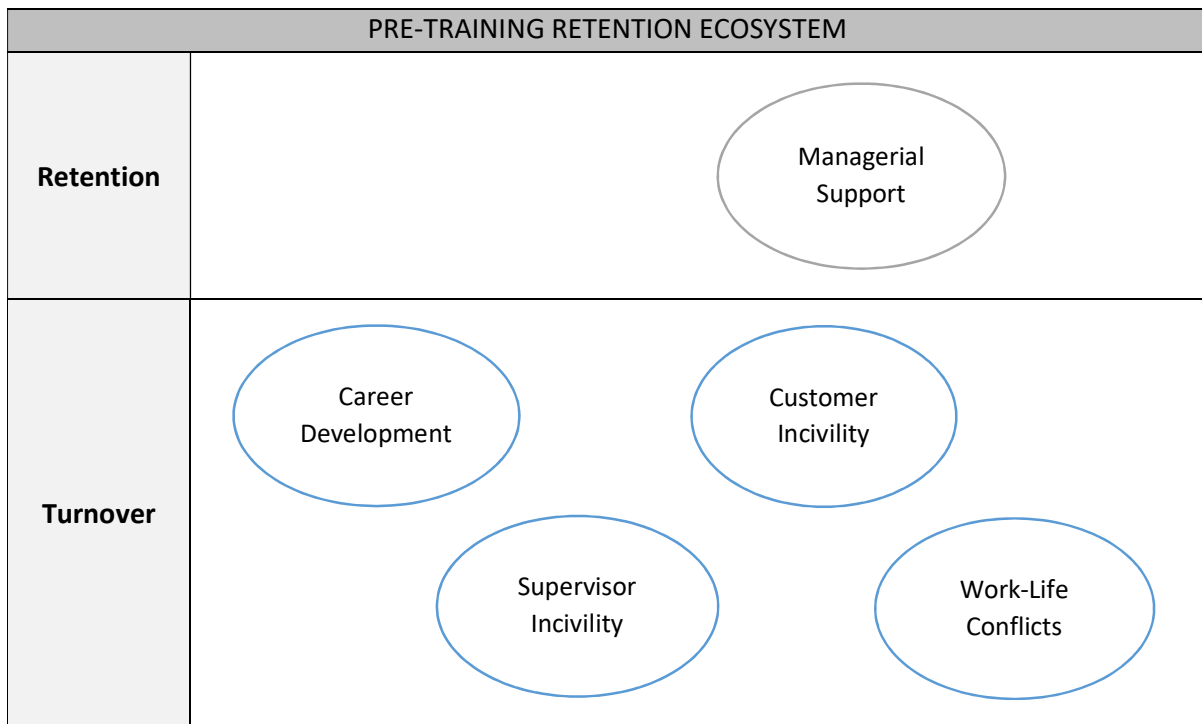 PRE-TRAINING RETENTION ECOSYSTEM
Retention
Managerial
Support
Turnover
Career
Development
Customer
Incivility
Supervisor
Incivility
Work-Life
Conflicts